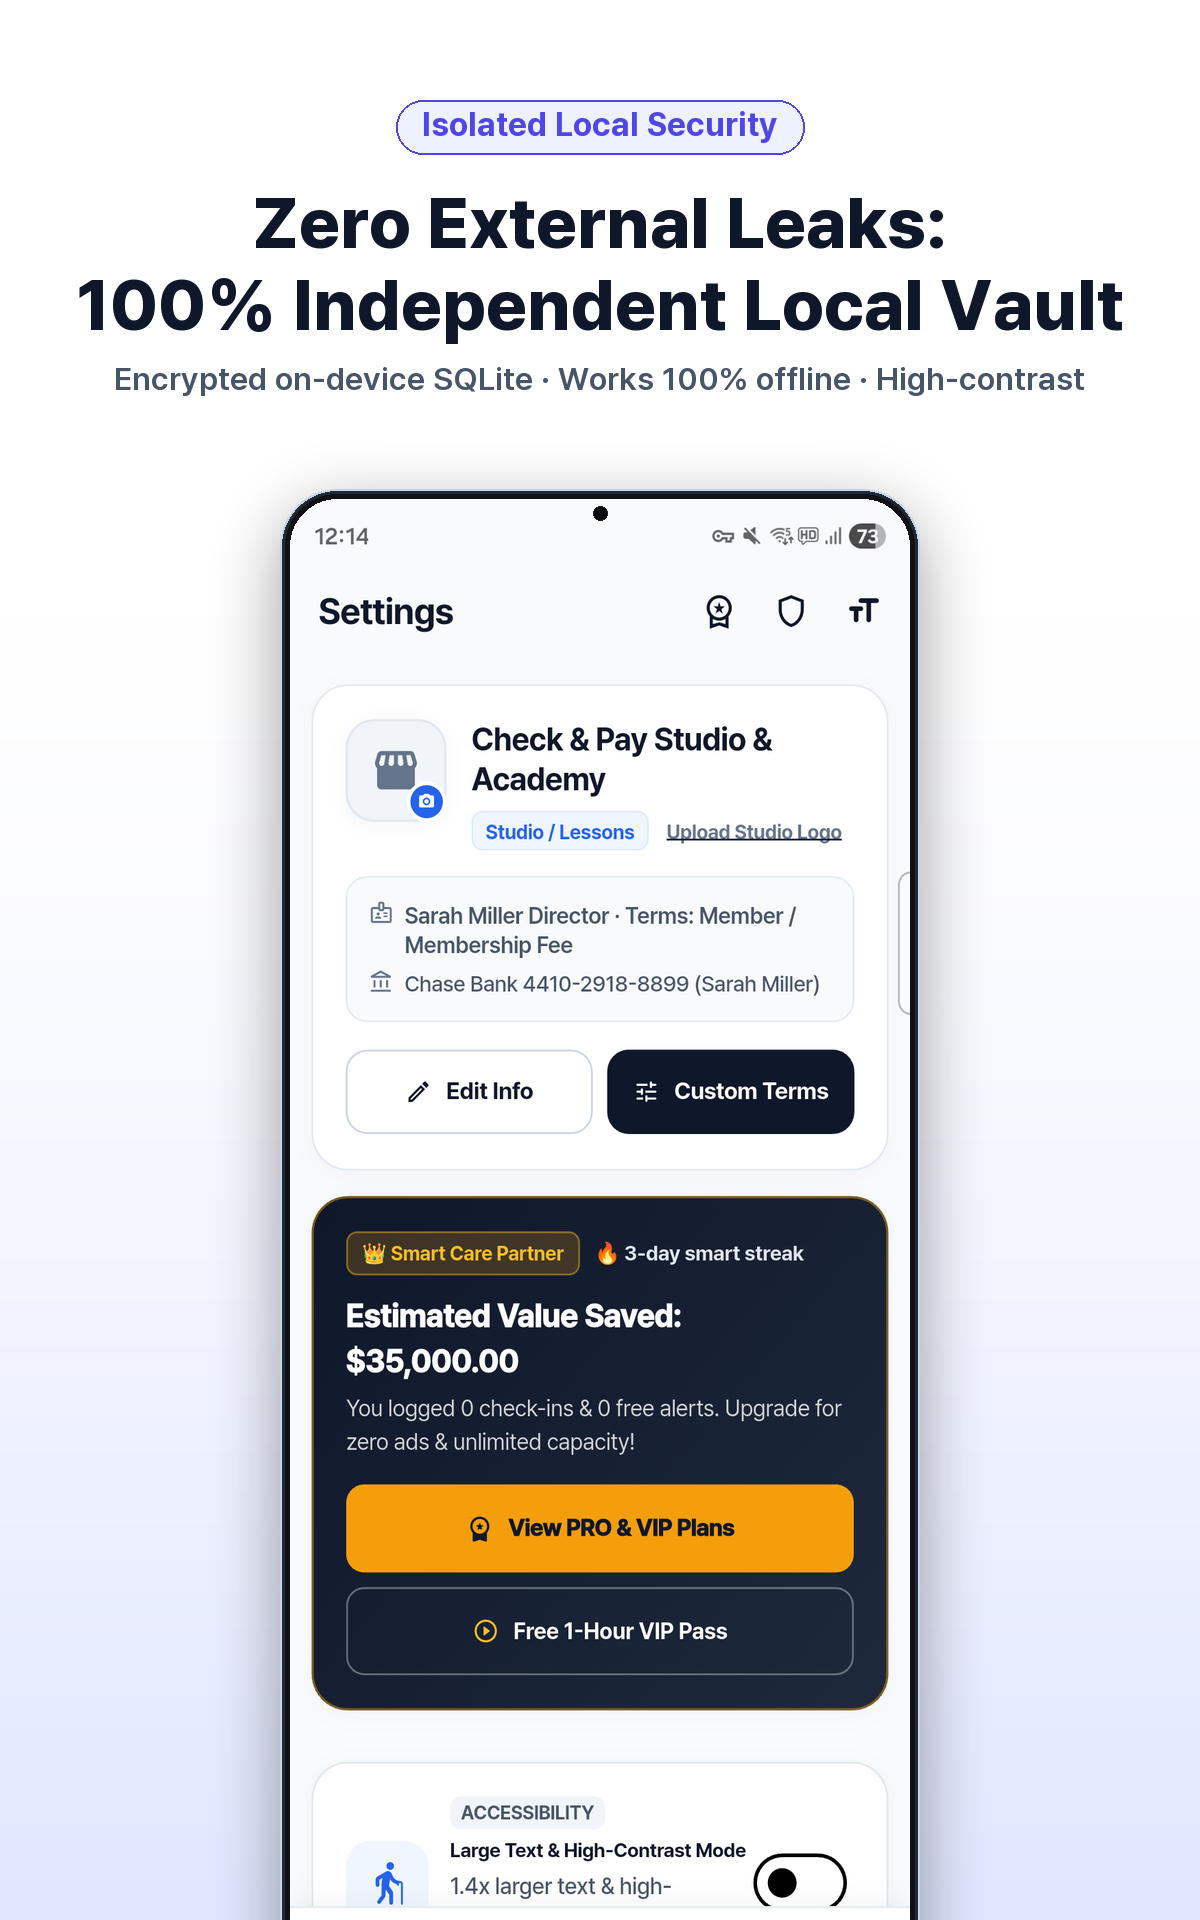 Isolated Local Security
Zero External Leaks:
100% Independent Local Vault
Encrypted on-device SQLite · Works 100% offline · High-contrast
12:14
5
HD
73
Settings
Check & Pay Studio &
Academy
Studio / Lessons
Upload Studio Logo
Sarah Miller Director · Terms: Member /
Membership Fee
Chase Bank 4410-2918-8899 (Sarah Miller)
Edit Info
Custom Terms
👑 Smart Care Partner
🔥 3-day smart streak
Estimated Value Saved:
$35,000.00
You logged 0 check-ins & 0 free alerts. Upgrade for
zero ads & unlimited capacity!
View PRO & VIP Plans
Free 1-Hour VIP Pass
ACCESSIBILITY
Large Text & High-Contrast Mode
1.4x larger text & high-